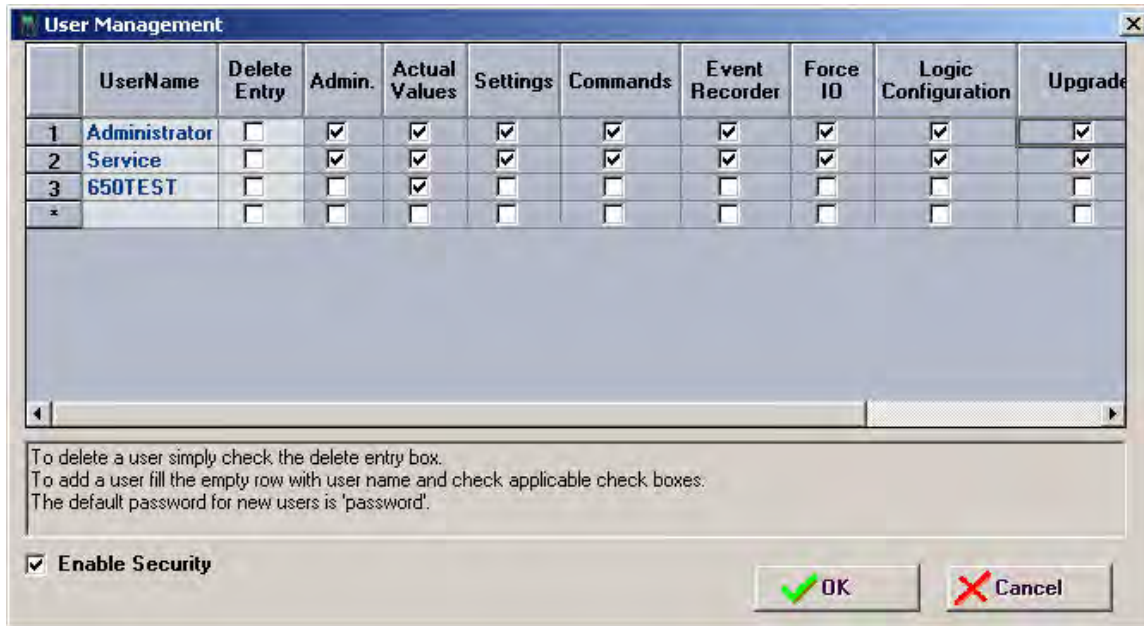 User Management
UserName Delete Entry Admin. Actual Values Settings Commands Event Recorder Force IO Logic Configuration Upgrade
1 Administrator
2 Service
3 650TEST
*
To delete a user simply check the delete entry box.
To add a user fill the empty row with user name and check applicable check boxes.
The default password for new users is 'password'.
Enable Security
OK
Cancel